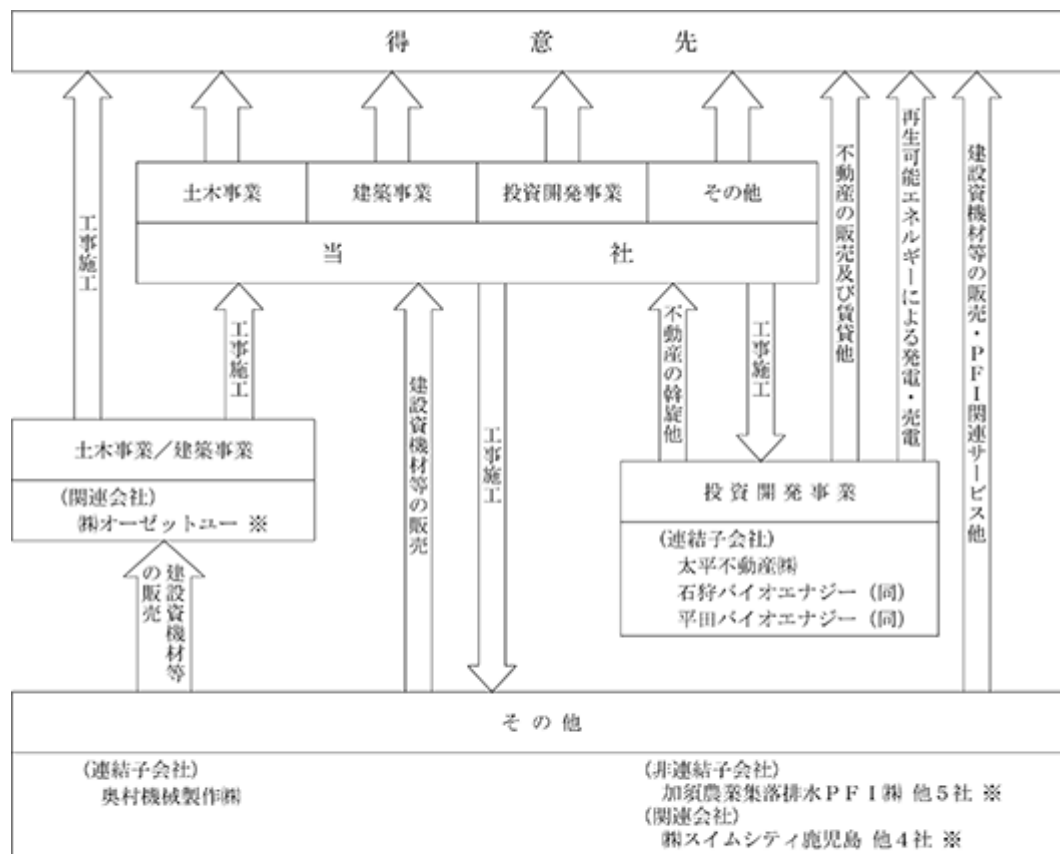 得意先
土木事業
建築事業
投資開発事業
その他
当社
工事施工
工事施工
建設資機材等の販売
工事施工
不動産の斡旋他
工事施工
不動産の販売及び賃貸他
再生可能エネルギーによる発電・売電
建設資機材等の販売・PFI関連サービス他
土木事業/建築事業
(関連会社)
㈱オーゼットユー ※
投資開発事業
(連結子会社)
太平不動産㈱
石狩バイオエナジー (同)
平田バイオエナジー (同)
建設資機材等
の販売
その他
(連結子会社)
奥村機械製作㈱
(非連結子会社)
加須農業集落排水PFI㈱ 他5社 ※
(関連会社)
㈱スイムシティ鹿児島 他4社 ※